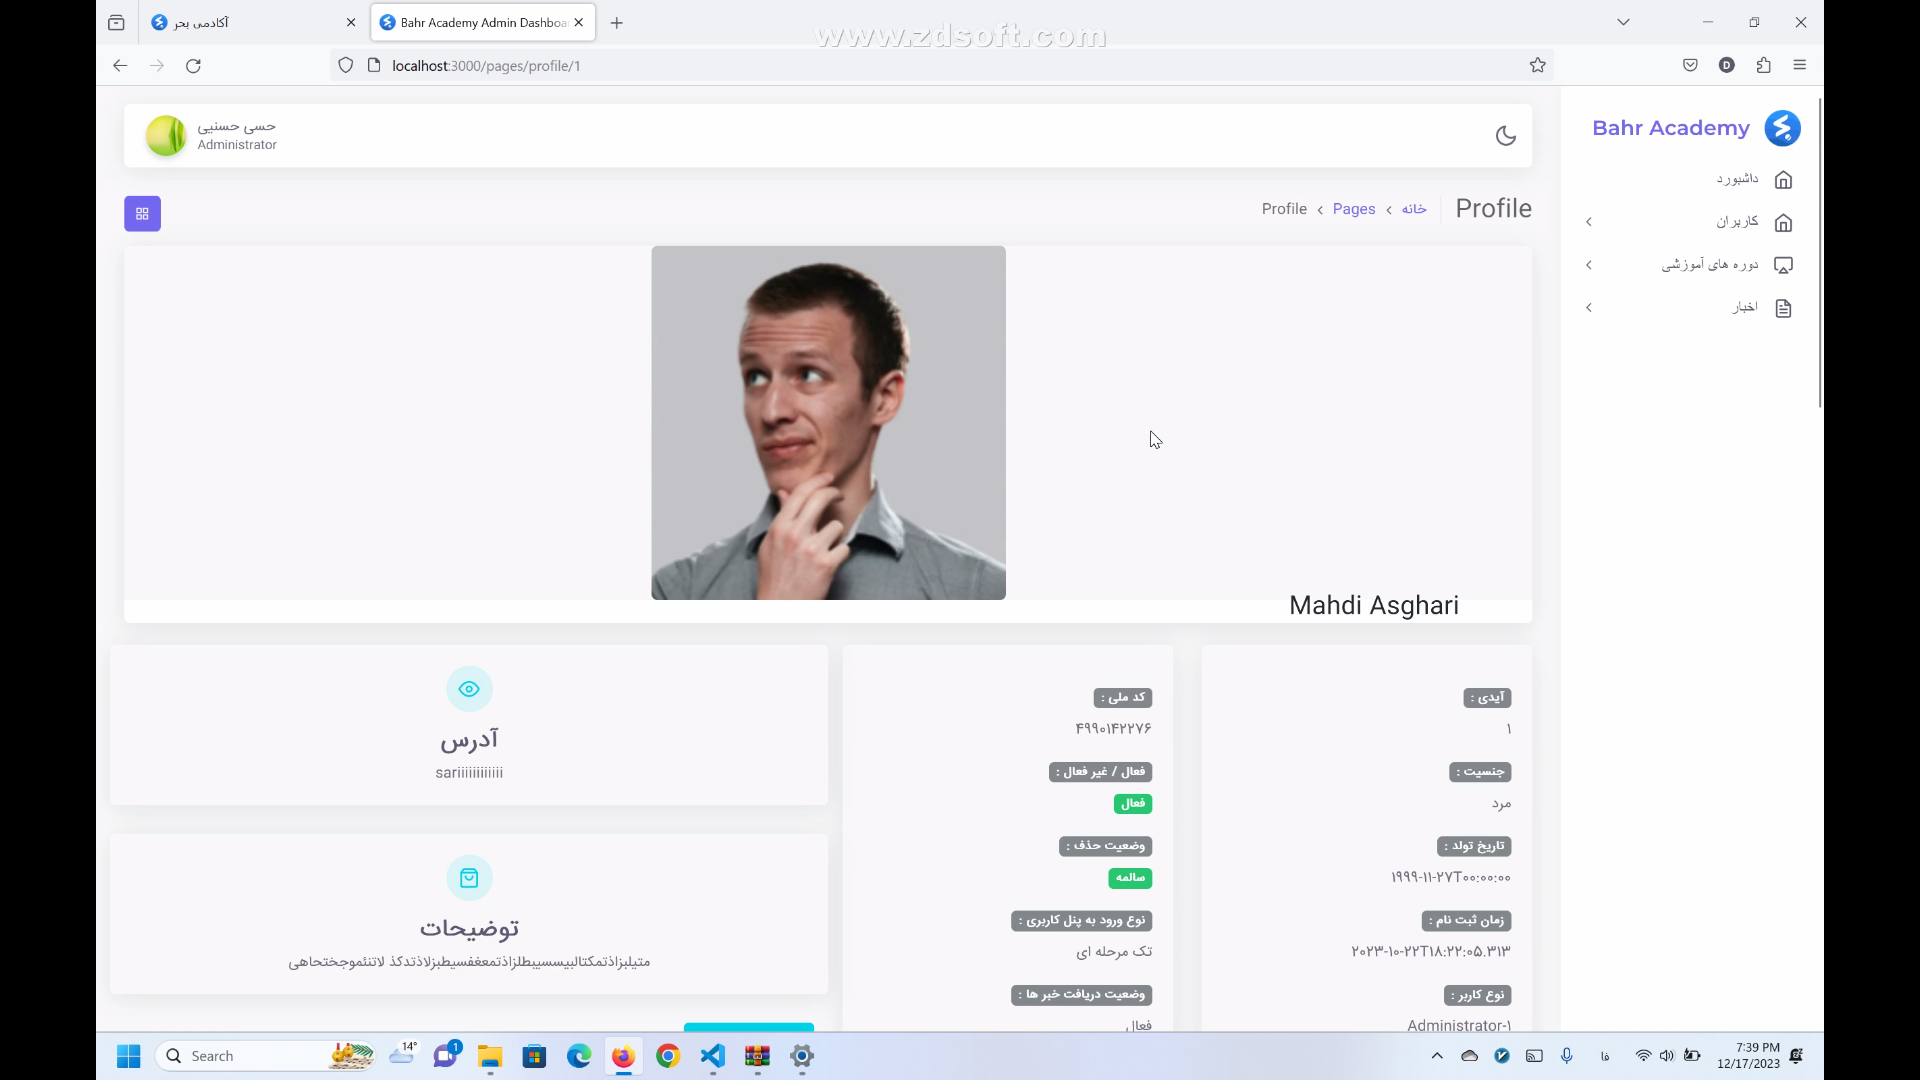 آکادمی بحر
Bahr Academy Admin Dashboa
www.zdsoft.com
localhost:3000/pages/profile/1
حسی حسنیی
Administrator
Bahr Academy
داشبورد
کاربران
دوره های آموزشی
اخبار
Profile
خانه
Pages
Profile
Mahdi Asghari
آیدی :
۱
جنسیت :
مرد
تاریخ تولد :
۱۹۹۹-۱۱-۲۷T۰۰:۰۰:۰۰
زمان ثبت نام :
۲۰۲۳-۱۰-۲۲T۱۸:۲۲:۰۵.۳۱۳
نوع کاربر :
Administrator-۱
کد ملی :
۴۹۹۰۱۴۲۲۷۶
فعال / غیر فعال :
فعال
وضعیت حذف :
سالمه
نوع ورود به پنل کاربری :
تک مرحله ای
وضعیت دریافت خبر ها :
فعال
آدرس
sariiiiiiiiiiii
توضیحات
Search
14°
1
فا
7:39 PM
12/17/2023